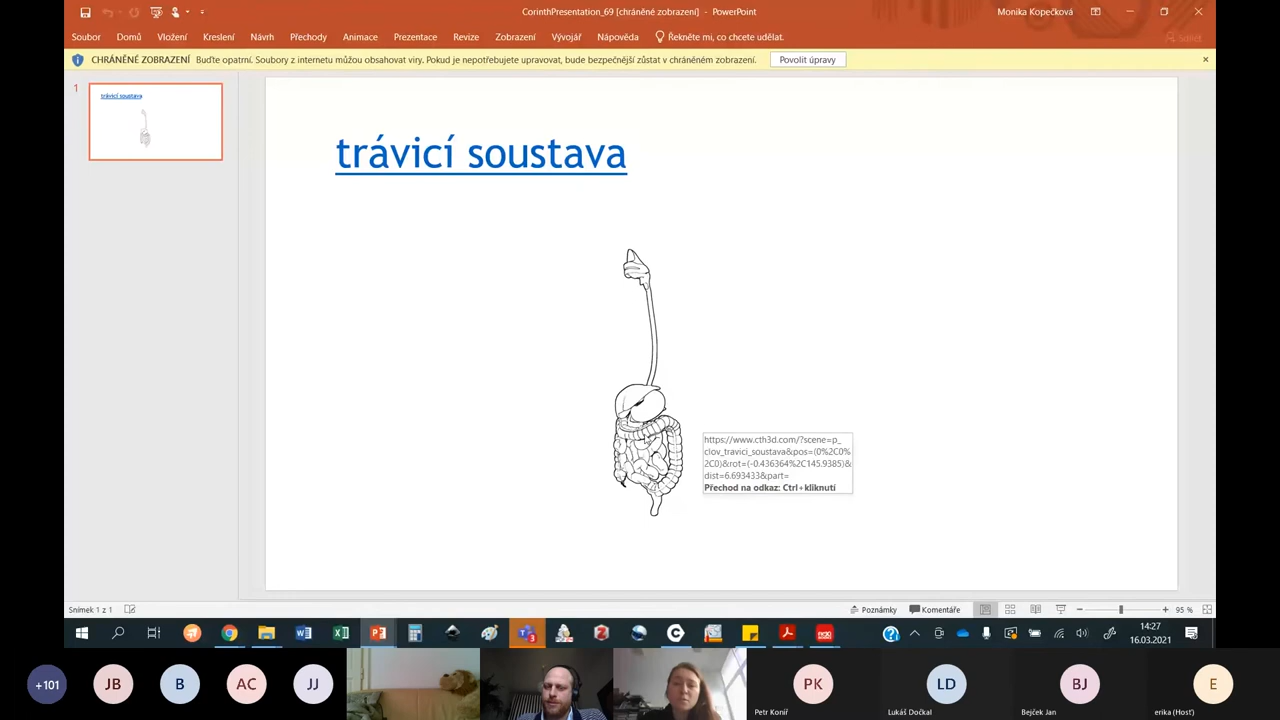 CorinthPresentation_69 [chráněné zobrazení] - PowerPoint
Monika Kopečková
Soubor Domů Vložení Kreslení Návrh Přechody Animace Prezentace Revize Zobrazení Vývojář Nápověda Řekněte mi, co chcete udělat. Sdílet
CHRÁNĚNÉ ZOBRAZENÍ Buďte opatrní. Soubory z internetu můžou obsahovat viry. Pokud je nepotřebujete upravovat, bude bezpečnější zůstat v chráněném zobrazení. Povolit úpravy
1
trávicí soustava
trávicí soustava
https://www.cth3d.com/?scene=p_
clov_travici_soustava&pos=(0%2C0%
2C0)&rot=(-0.436364%2C145.9385)&
dist=6.693433&part=
Přechod na odkaz: Ctrl+kliknutí
Snímek 1 z 1
Poznámky Komentáře 95 %
14:27
16.03.2021
+101 JB B AC JJ PK LD BJ E
Petr Koníř Lukáš Dočkal Bejček Jan erika (Host)